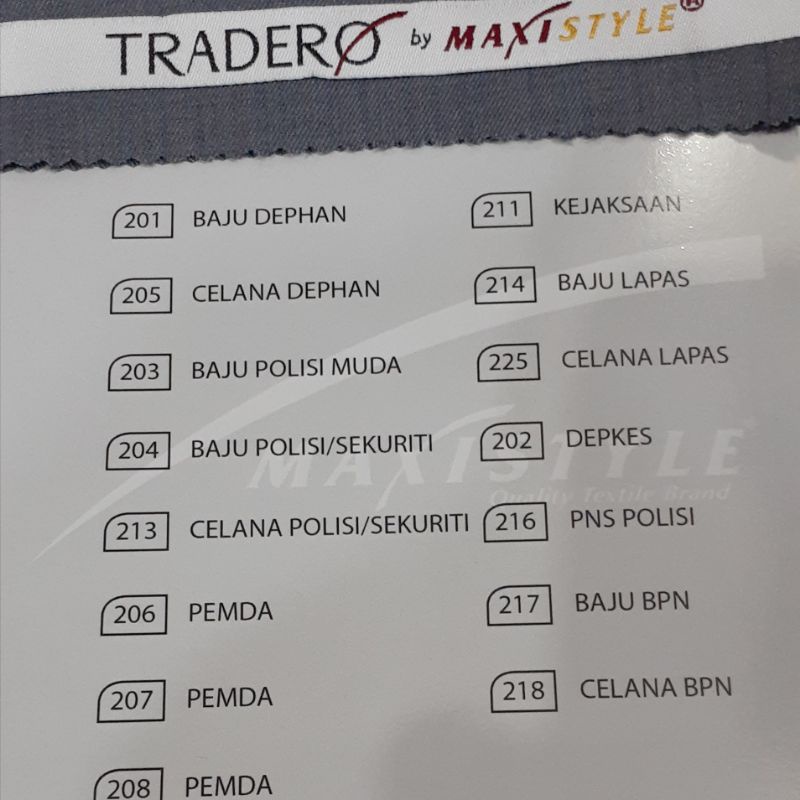 TRADERO by MAXISTYLE®
201 BAJU DEPHAN
205 CELANA DEPHAN
203 BAJU POLISI MUDA
204 BAJU POLISI/SEKURITI
213 CELANA POLISI/SEKURITI
206 PEMDA
207 PEMDA
208 PEMDA
211 KEJAKSAAN
214 BAJU LAPAS
225 CELANA LAPAS
202 DEPKES
216 PNS POLISI
217 BAJU BPN
218 CELANA BPN
MAXISTYLE
Quality Textile Brand